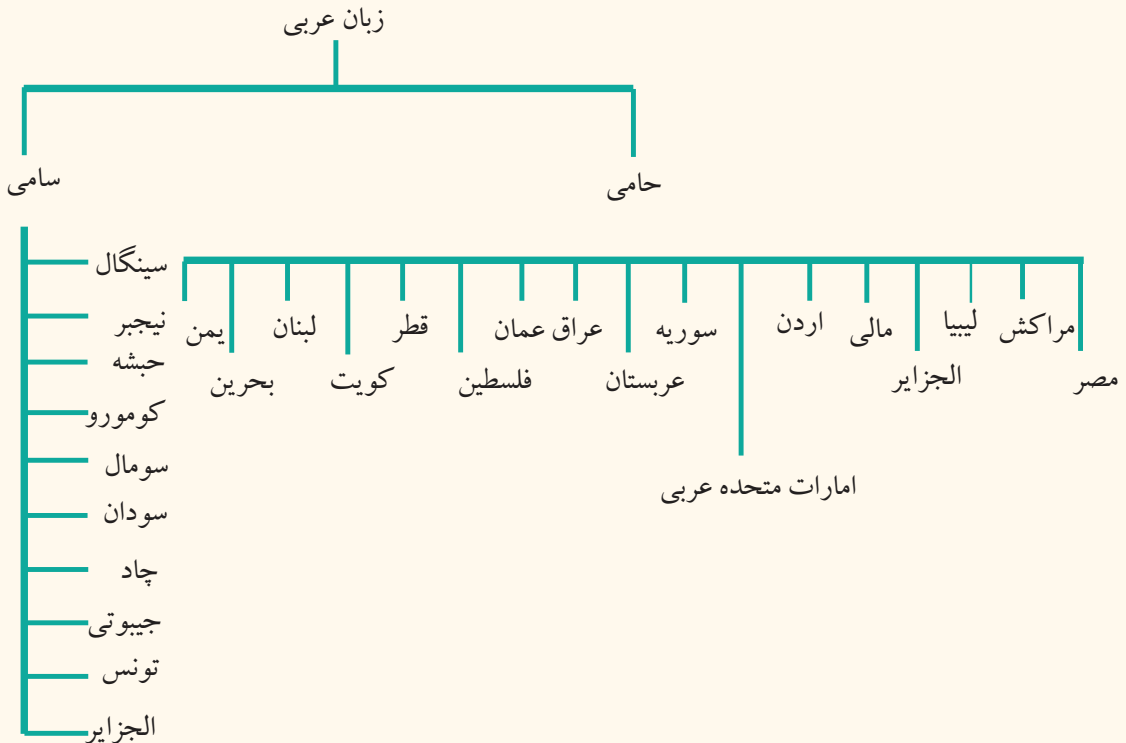 زبان عربی
حامی
سامی
مصر
مراکش
لیبیا
الجزایر
مالی
اردن
امارات متحده عربی
سوریه
عربستان
عراق
عمان
فلسطین
قطر
کویت
لبنان
بحرین
یمن
سینگال
نیجبر
حبشه
کومورو
سومال
سودان
چاد
جیبوتی
تونس
الجزایر